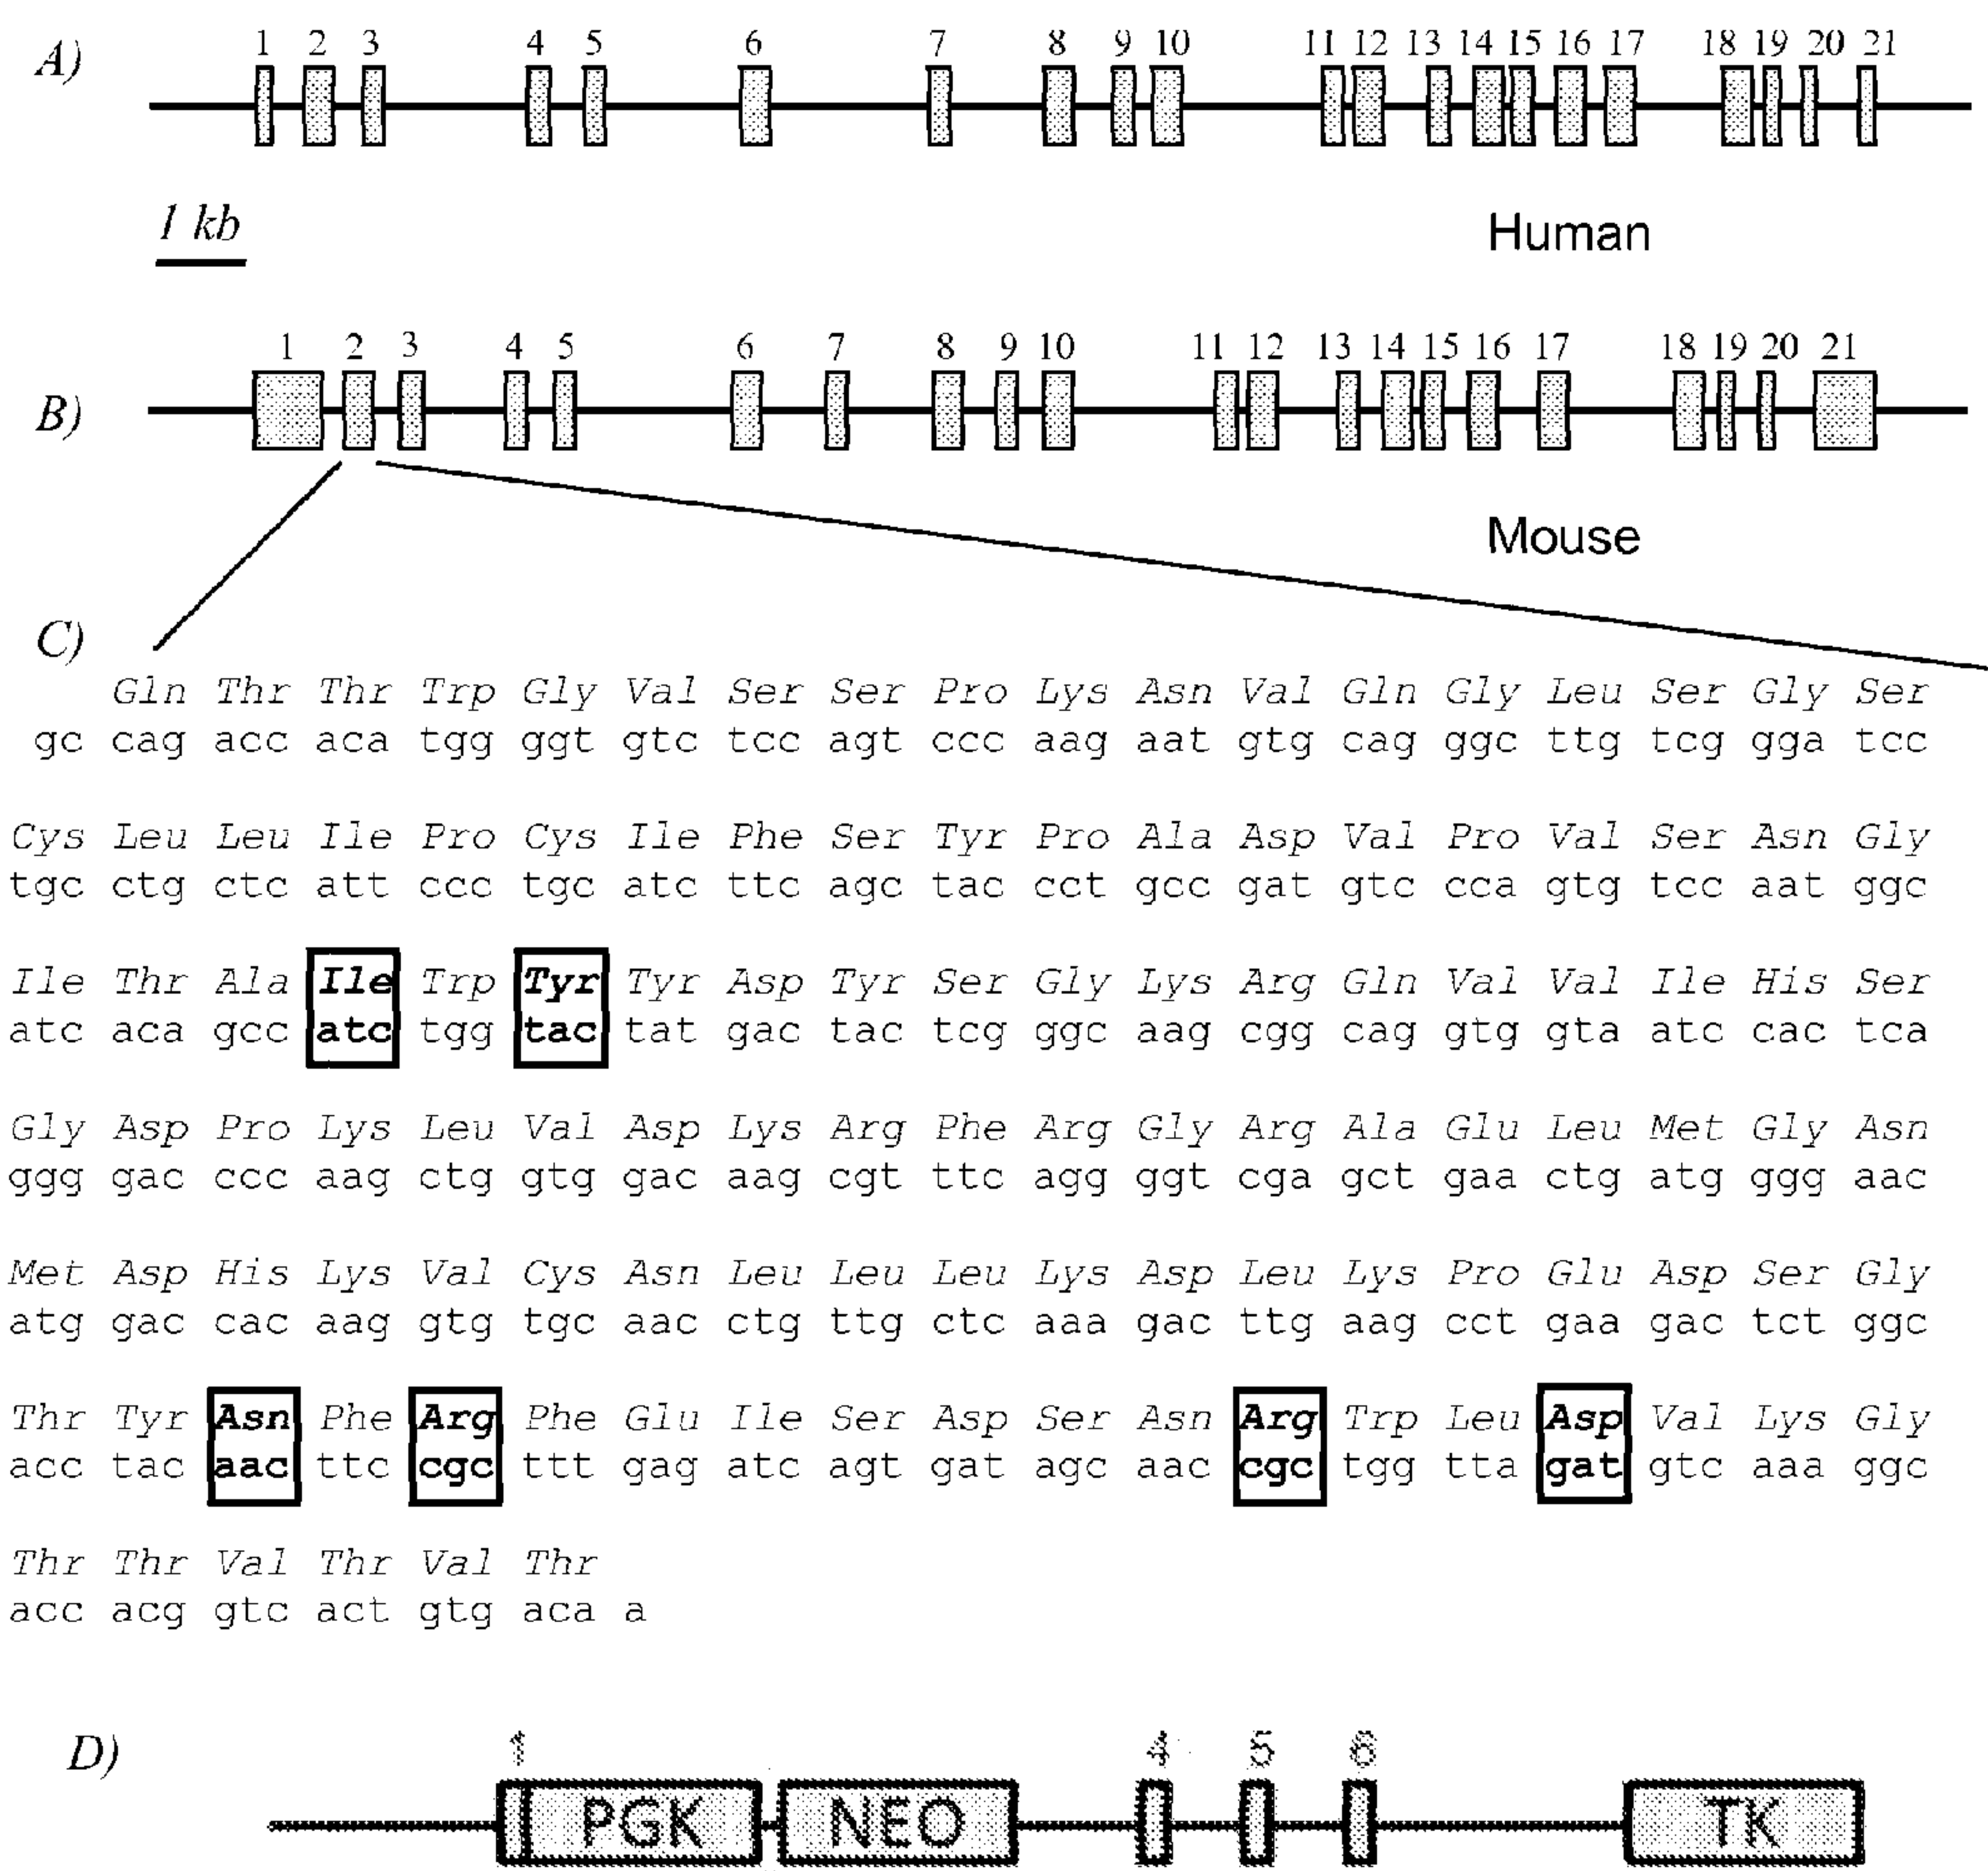 A)
1 2 3 4 5 6 7 8 9 10 11 12 13 14 15 16 17 18 19 20 21
1 kb
Human
1 2 3 4 5 6 7 8 9 10 11 12 13 14 15 16 17 18 19 20 21
B)
Mouse
C)
Gln Thr Thr Trp Gly Val Ser Ser Pro Lys Asn Val Gln Gly Leu Ser Gly Ser
gc cag acc aca tgg ggt gtc tcc agt ccc aag aat gtg cag ggc ttg tcg gga tcc
Cys Leu Leu Ile Pro Cys Ile Phe Ser Tyr Pro Ala Asp Val Pro Val Ser Asn Gly
tgc ctg ctc att ccc tgc atc ttc agc tac cct gcc gat gtc cca gtg tcc aat ggc
Ile Thr Ala Ile Trp Tyr Tyr Asp Tyr Ser Gly Lys Arg Gln Val Val Ile His Ser
atc aca gcc atc tgg tac tat gac tac tcg ggc aag cgg cag gtg gta atc cac tca
Gly Asp Pro Lys Leu Val Asp Lys Arg Phe Arg Gly Arg Ala Glu Leu Met Gly Asn
ggg gac ccc aag ctg gtg gac aag cgt ttc agg ggt cga gct gaa ctg atg ggg aac
Met Asp His Lys Val Cys Asn Leu Leu Leu Lys Asp Leu Lys Pro Glu Asp Ser Gly
atg gac cac aag gtg tgc aac ctg ttg ctc aaa gac ttg aag cct gaa gac tct ggc
Thr Tyr Asn Phe Arg Phe Glu Ile Ser Asp Ser Asn Arg Trp Leu Asp Val Lys Gly
acc tac aac ttc cgc ttt gag atc agt gat agc aac cgc tgg tta gat gtc aaa ggc
Thr Thr Val Thr Val Thr
acc acg gtc act gtg aca a
D)
1 4 5 6
PGK NEO TK